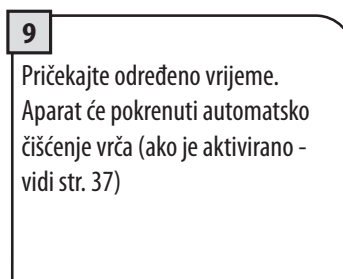 9
Pričekajte određeno vrijeme.
Aparat će pokrenuti automatsko
čišćenje vrča (ako je aktivirano -
vidi str. 37)